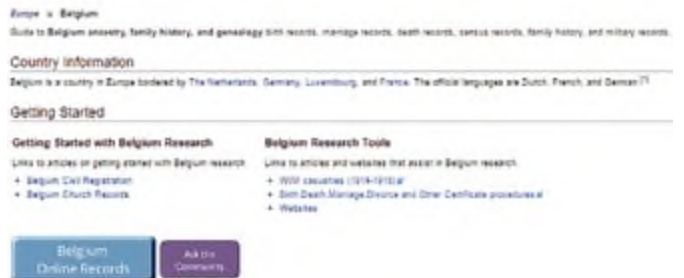 Europe » Belgium
Guide to Belgium ancestry, family history, and genealogy birth records, marriage records, death records, census records, family history, and military records.
Country Information
Belgium is a country in Europe bordered by The Netherlands, Germany, Luxembourg, and France. The official languages are Dutch, French, and German
Getting Started
Getting Started with Belgium Research
Links to articles on getting started with Belgium research
Belgium Civil Registration
Belgium Church Records
Belgium Research Tools
Links to articles and websites that assist in Belgium research.
WWI casualties
Birth Death Marriage Divorce and Other Certificate procedures
Websites
Belgium
Online Records
Ask the
Community